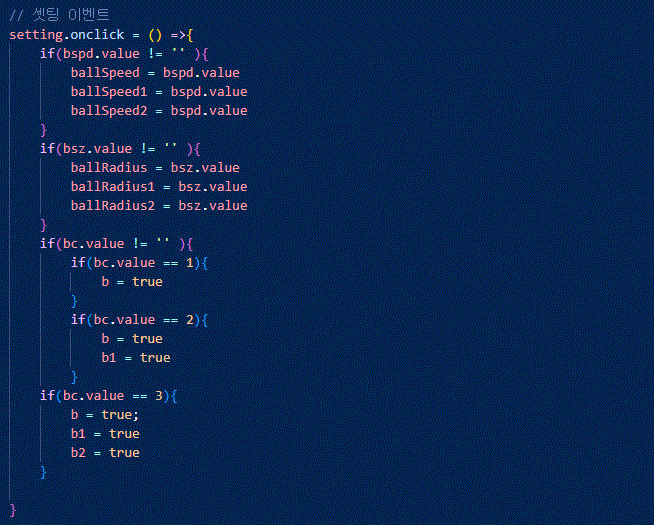 // 셋팅 이벤트
setting.onclick = () =>{
    if(bspd.value != '' ){
        ballSpeed = bspd.value
        ballSpeed1 = bspd.value
        ballSpeed2 = bspd.value
    }
    if(bsz.value != '' ){
        ballRadius = bsz.value
        ballRadius1 = bsz.value
        ballRadius2 = bsz.value
    }
    if(bc.value != '' ){
        if(bc.value == 1){
            b = true
        }
        if(bc.value == 2){
            b = true
            b1 = true
        }
    if(bc.value == 3){
        b = true;
        b1 = true
        b2 = true
    }

}